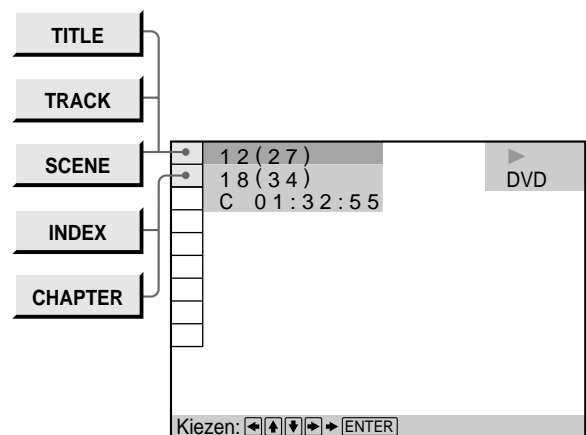 TITLE
TRACK
SCENE
INDEX
CHAPTER
12(27)
18(34)
C 01:32:55
DVD
Kiezen: ENTER